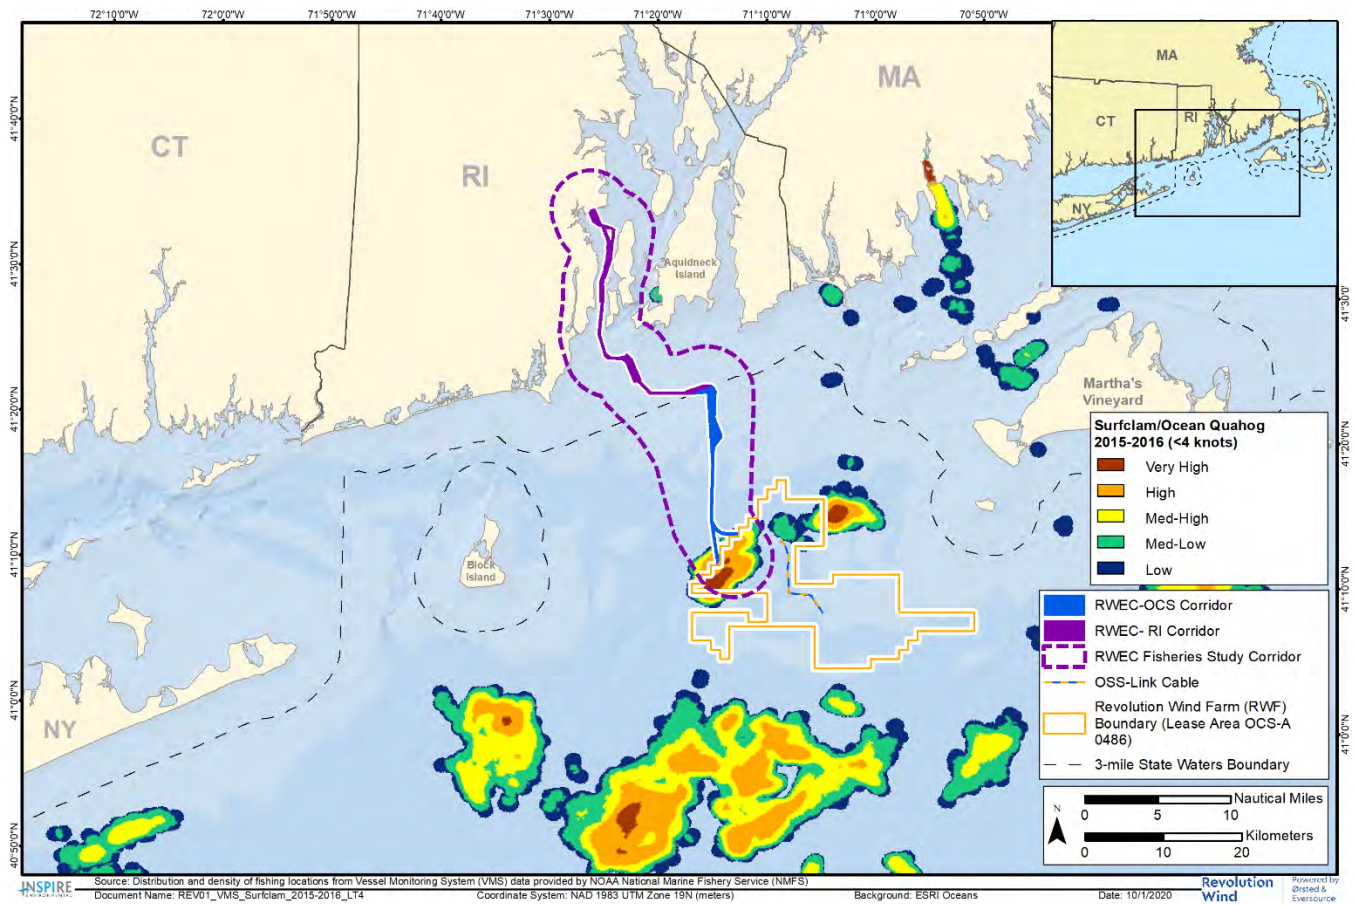 72°10'0"W
72°0'0"W
71°50'0"W
71°40'0"W
71°30'0"W
71°20'0"W
71°10'0"W
71°0'0"W
70°50'0"W
41°40'0"N
41°30'0"N
41°20'0"N
41°10'0"N
41°0'0"N
40°50'0"N
CT
RI
MA
Aquidneck
Island
Martha's
Vineyard
Block
Island
NY
MA
CT
RI
NY
41°30'0"
41°20'0"N
41°10'0"N
41°0'0"N
40°50'0"N
Surfclam/Ocean Quahog
2015-2016 (<4 knots)
Very High
High
Med-High
Med-Low
Low
RWEC-OCS Corridor
RWEC- RI Corridor
RWEC Fisheries Study Corridor
OSS-Link Cable
Revolution Wind Farm (RWF)
Boundary (Lease Area OCS-A
0486)
3-mile State Waters Boundary
N
Nautical Miles
0 5 10
Kilometers
0 10 20
INSPIRE
ENVIRONMENTAL
Source: Distribution and density of fishing locations from Vessel Monitoring System (VMS) data provided by NOAA National Marine Fishery Service (NMFS)
Document Name: REV01_VMS_Surfclam_2015-2016_LT4 Coordinate System: NAD 1983 UTM Zone 19N (meters) Background: ESRI Oceans Date: 10/1/2020
Revolution
Wind
Powered by
Ørsted &
Eversource